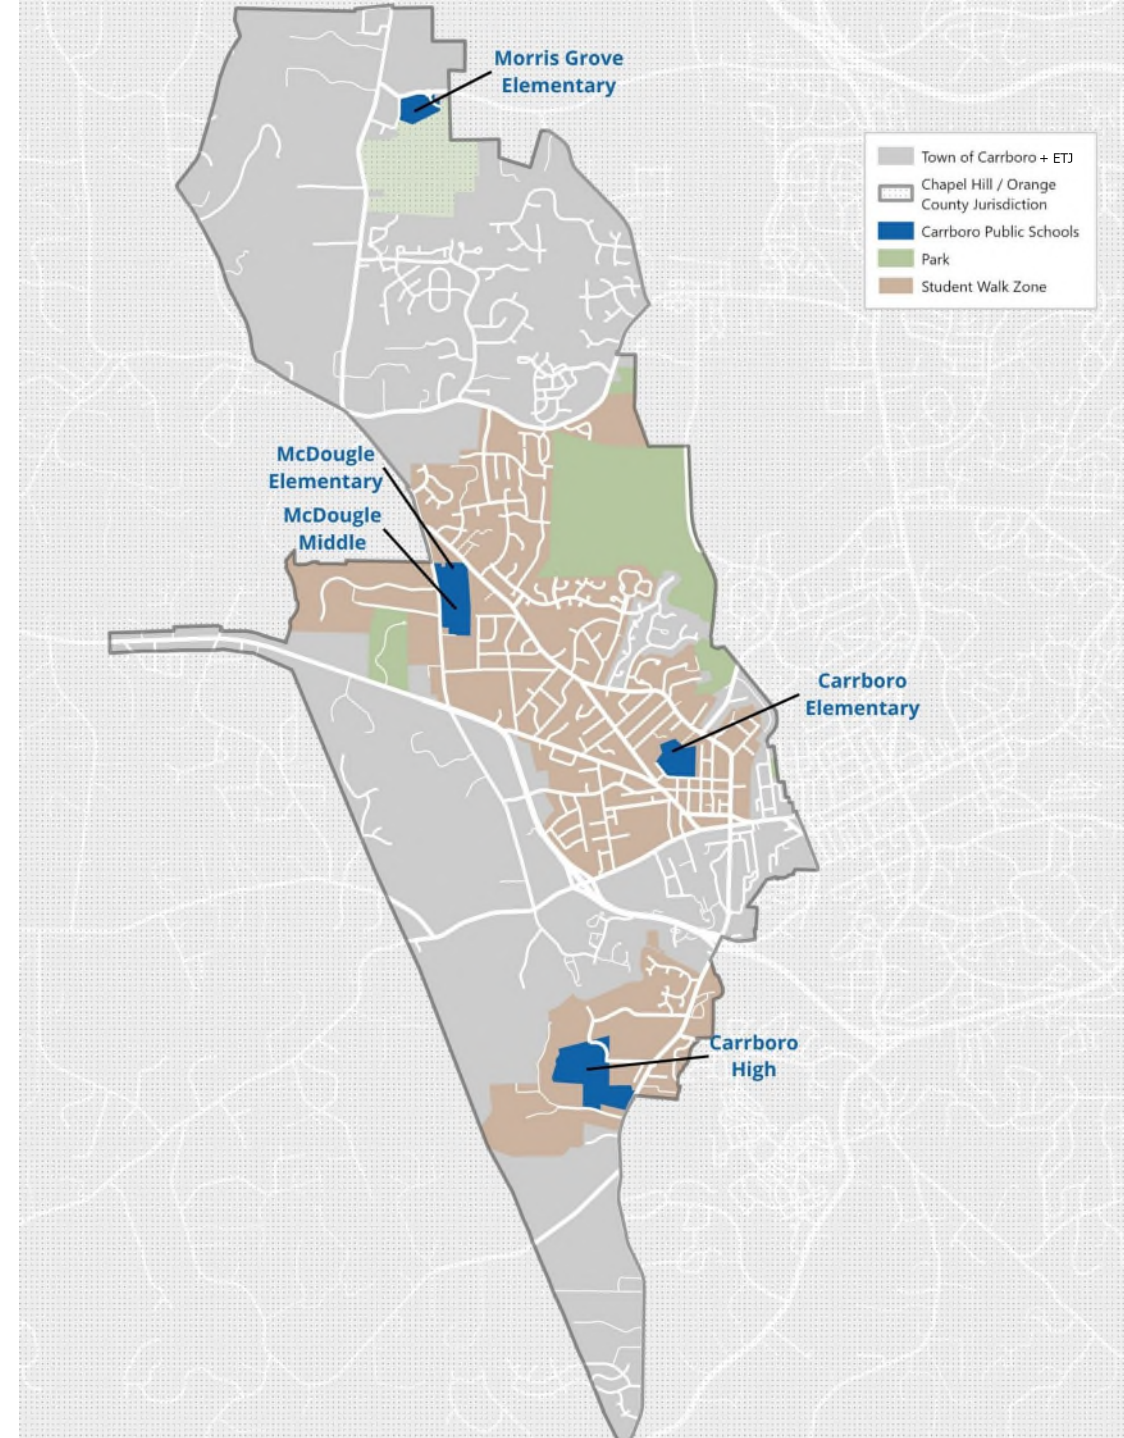 Morris Grove
Elementary
Town of Carrboro + ETJ
Chapel Hill / Orange
County Jurisdiction
Carrboro Public Schools
Park
Student Walk Zone
McDougle
Elementary
McDougle
Middle
Carrboro
Elementary
Carrboro
High